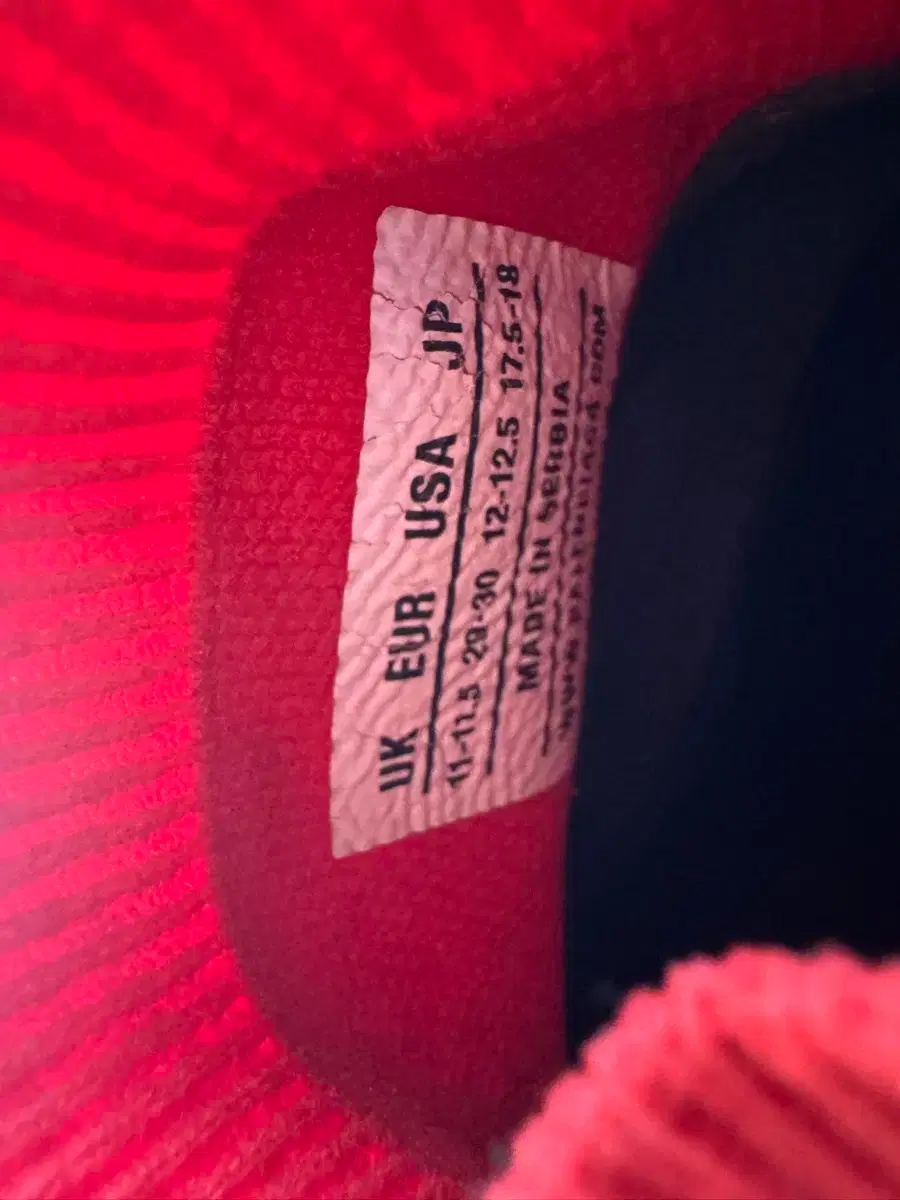 UK EUR USA JP
11-11.5 29-30 12-12.5 17.5-18
MADE IN SERBIA